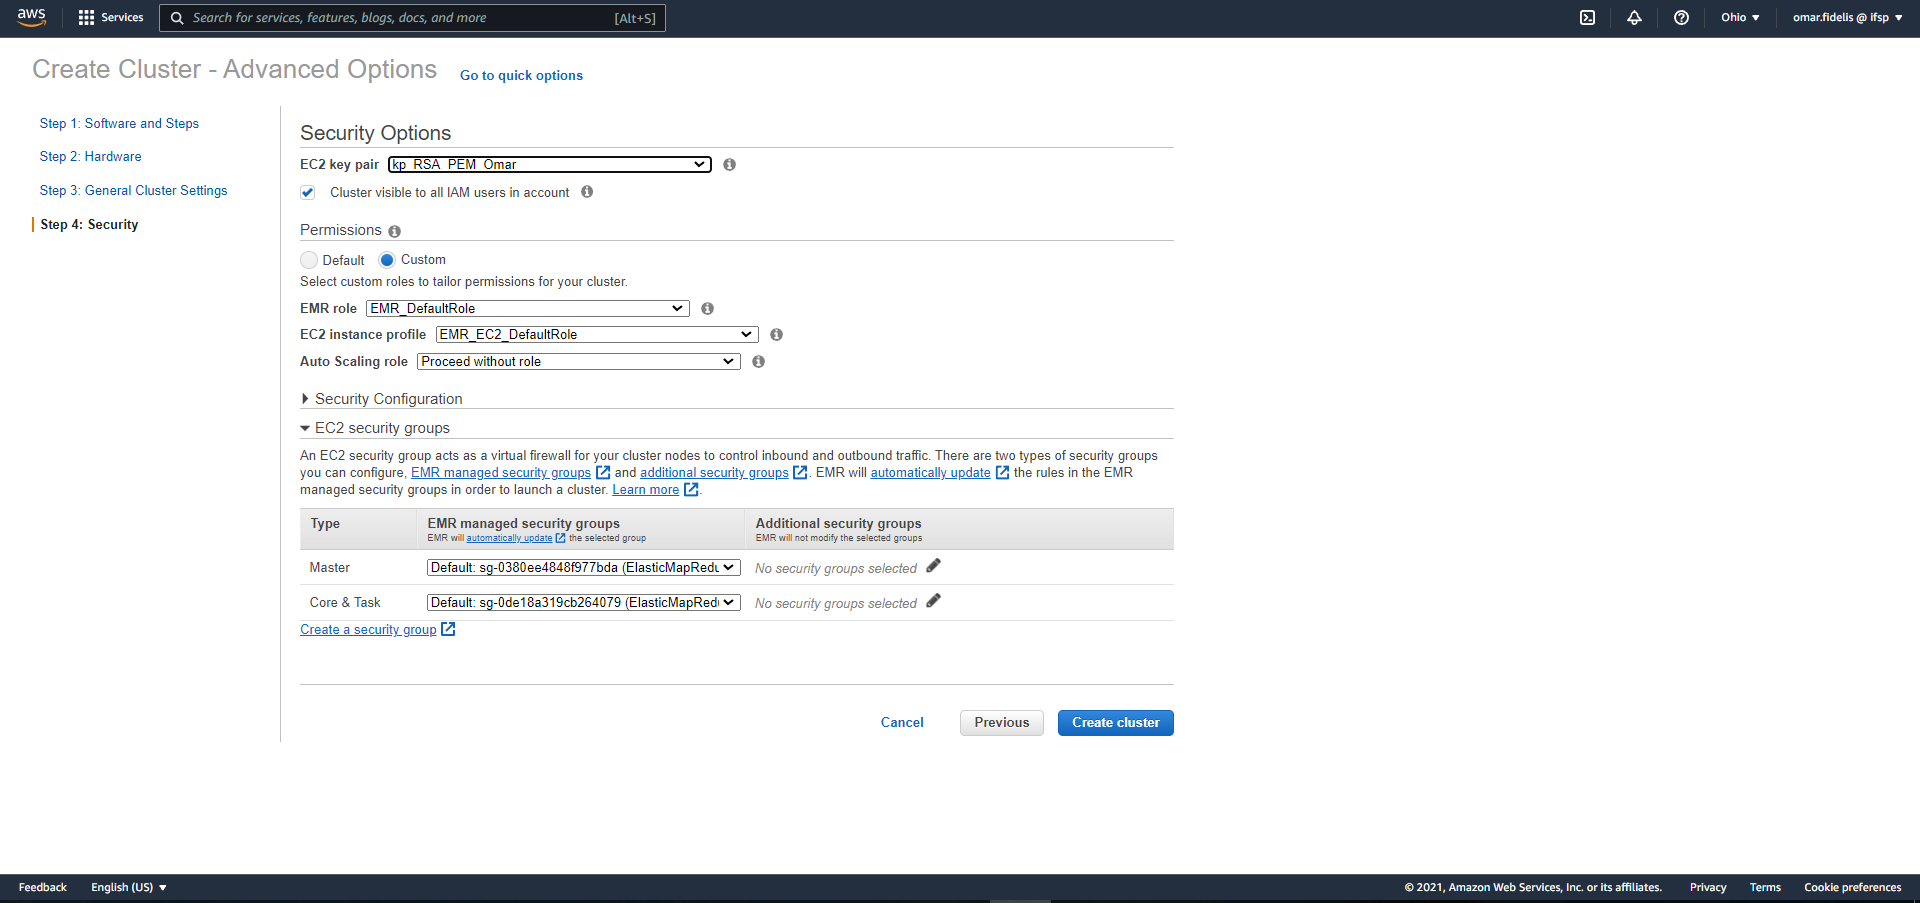 aws
Services
Search for services, features, blogs, docs, and more
[Alt+S]
Ohio
omar.fidelis @ ifsp
Create Cluster - Advanced Options
Go to quick options
Step 1: Software and Steps
Step 2: Hardware
Step 3: General Cluster Settings
Step 4: Security
Security Options
EC2 key pair kp_RSA_PEM_Omar
Cluster visible to all IAM users in account
Permissions
Default Custom
Select custom roles to tailor permissions for your cluster.
EMR role EMR_DefaultRole
EC2 instance profile EMR_EC2_DefaultRole
Auto Scaling role Proceed without role
Security Configuration
EC2 security groups
An EC2 security group acts as a virtual firewall for your cluster nodes to control inbound and outbound traffic. There are two types of security groups
you can configure, EMR managed security groups and additional security groups. EMR will automatically update the rules in the EMR
managed security groups in order to launch a cluster. Learn more.
Type EMR managed security groups Additional security groups
EMR will automatically update the selected group EMR will not modify the selected groups
Master Default: sg-0380ee4848f977bda (ElasticMapRedu No security groups selected
Core & Task Default: sg-0de18a319cb264079 (ElasticMapRedu No security groups selected
Create a security group
Cancel Previous Create cluster
Feedback English (US) © 2021, Amazon Web Services, Inc. or its affiliates. Privacy Terms Cookie preferences